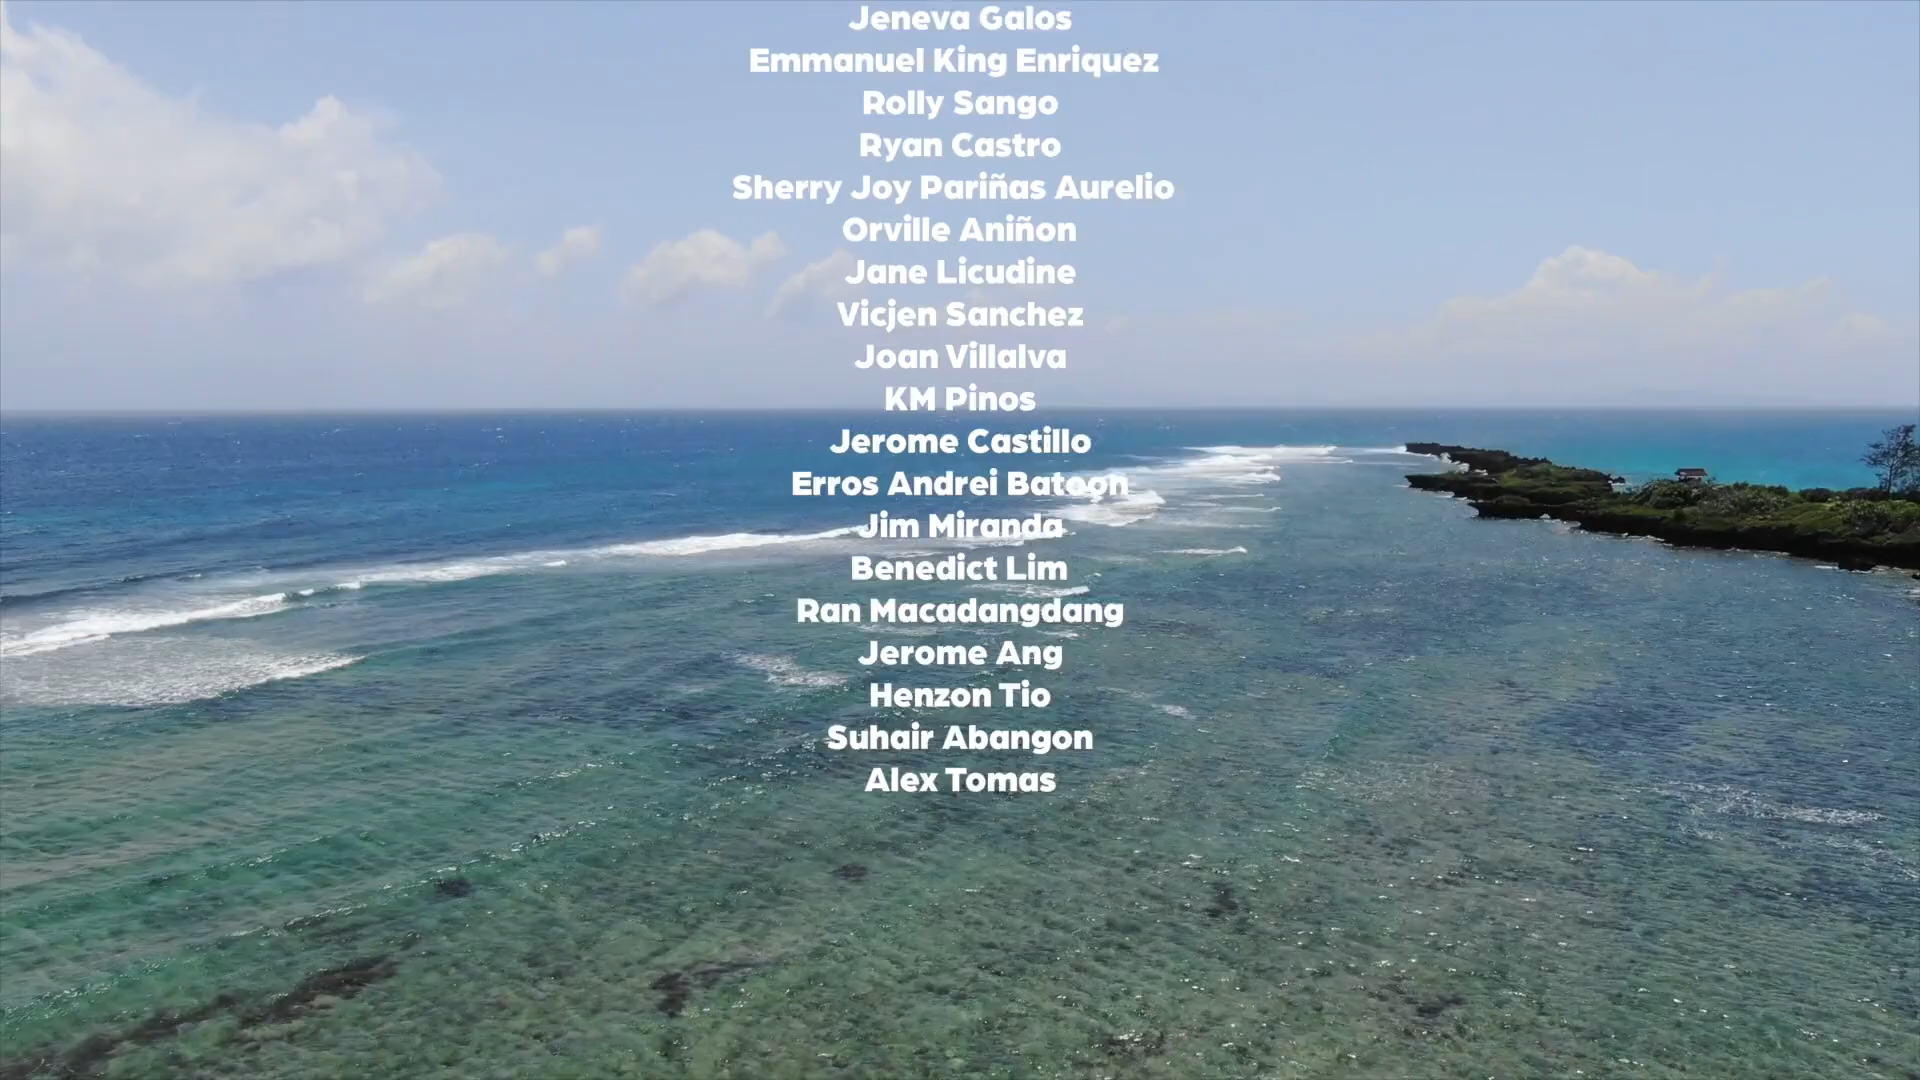 Jeneva Galos
Emmanuel King Enriquez
Rolly Sango
Ryan Castro
Sherry Joy Pariñas Aurelio
Orville Aniñon
Jane Licudine
Vicjen Sanchez
Joan Villalva
KM Pinos
Jerome Castillo
Erros Andrei Batoon
Jim Miranda
Benedict Lim
Ran Macadangdang
Jerome Ang
Henzon Tio
Suhair Abangon
Alex Tomas